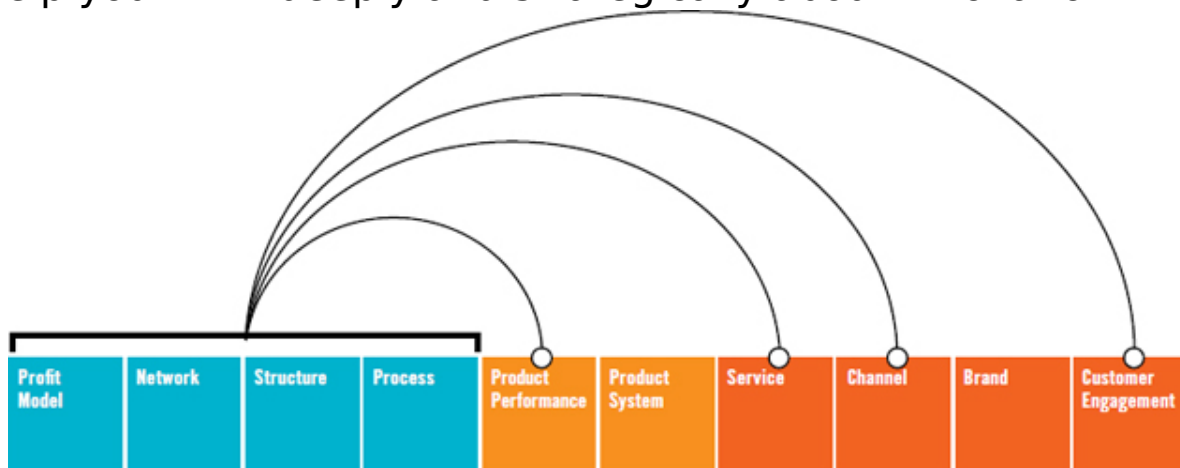 Profit
Model
Network
Structure
Process
Product
Performance
Product
System
Service
Channel
Brand
Customer
Engagement